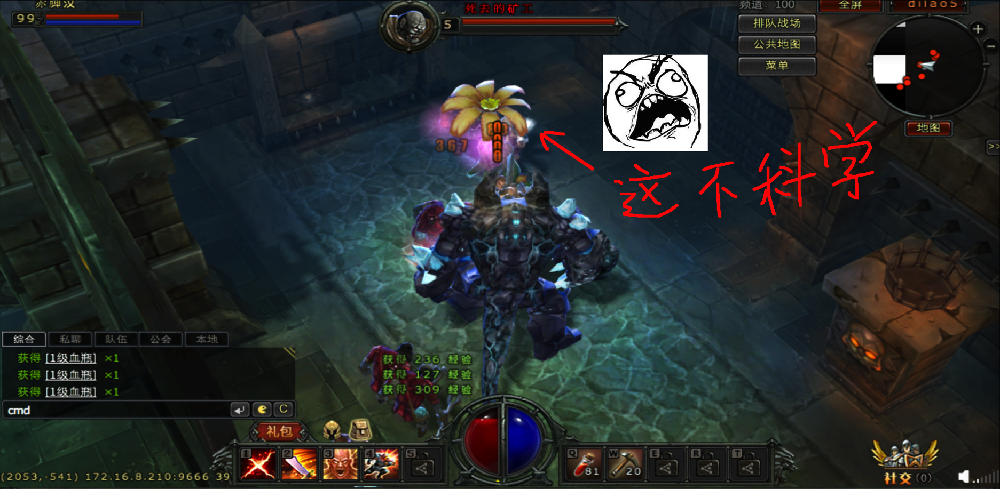 赤脚汉
99
死去的矿工
5
频道: 100
全屏
dilao5
排队战场
公共地图
菜单
地图
>>
367
这不科学
综合 私聊 队伍 公会 本地
获得 [1级血瓶] ×1
获得 [1级血瓶] ×1
获得 [1级血瓶] ×1
获得 236 经验
获得 127 经验
获得 309 经验
cmd
C
礼包
1 2 3 4 5
Q 81 W 20 E R T
(2053,-541) 172.16.8.210:9666 39
社交(0)